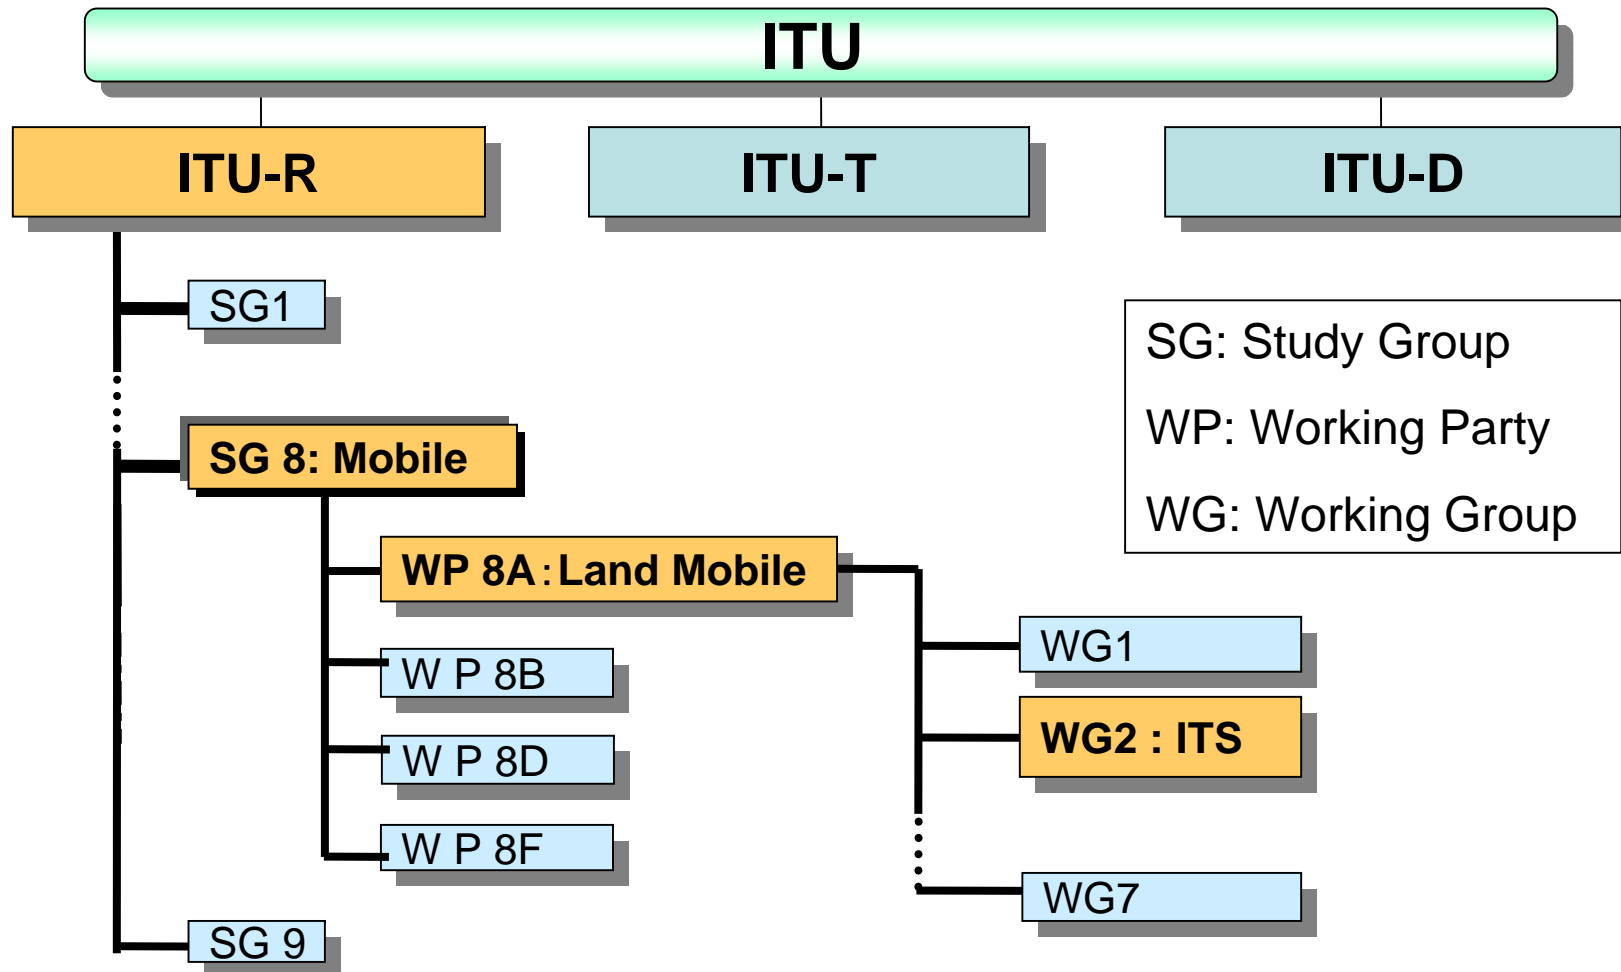 ITU
ITU-R
ITU-T
ITU-D
SG1
SG: Study Group
WP: Working Party
WG: Working Group
SG 8: Mobile
WP 8A : Land Mobile
W P 8B
W P 8D
W P 8F
WG1
WG2 : ITS
WG7
SG 9